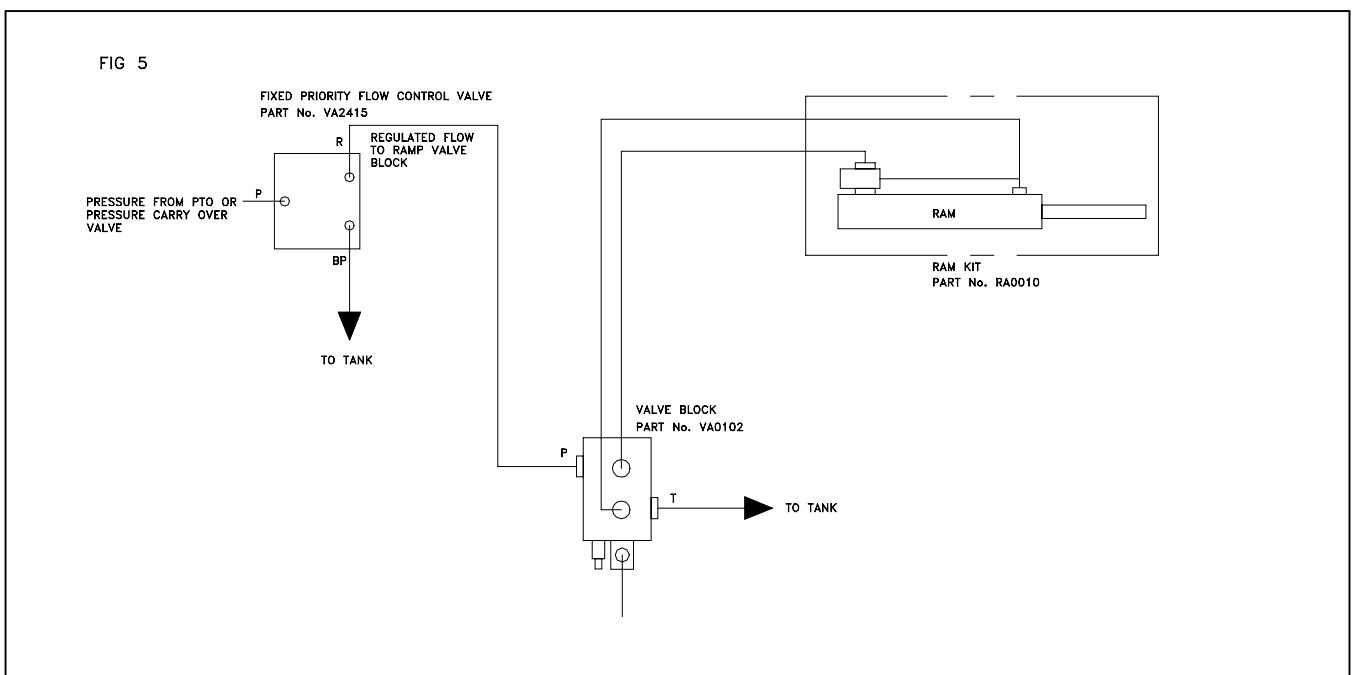 FIG 5
FIXED PRIORITY FLOW CONTROL VALVE
PART No. VA2415
R
REGULATED FLOW
TO RAMP VALVE
BLOCK
P
PRESSURE FROM PTO OR
PRESSURE CARRY OVER
VALVE
BP
TO TANK
RAM
RAM KIT
PART No. RA0010
VALVE BLOCK
PART No. VA0102
P
T
TO TANK